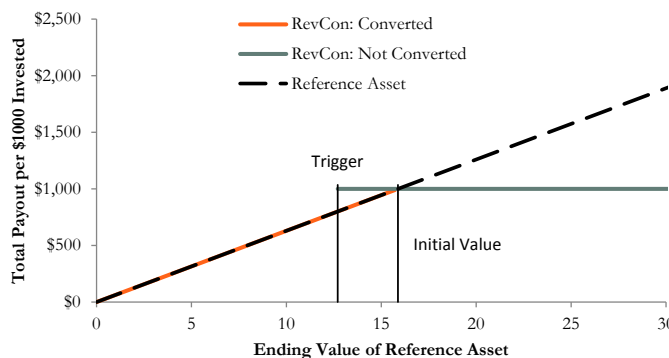 RevCon: Converted
RevCon: Not Converted
Reference Asset
Total Payout per $1000 Invested
$2,500
$2,000
$1,500
$1,000
$500
$0
Trigger
Initial Value
0 5 10 15 20 25 30
Ending Value of Reference Asset